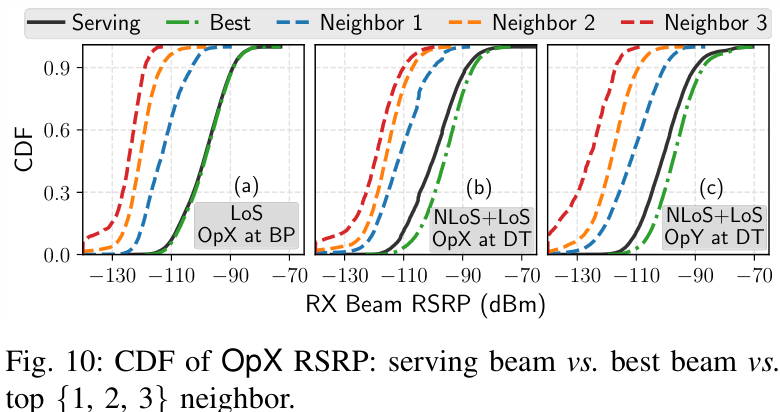 Serving Best Neighbor 1 Neighbor 2 Neighbor 3
CDF
0.9
0.6
0.3
0.0
(a)
LoS
OpX at BP
(b)
NLoS+LoS
OpX at DT
(c)
NLoS+LoS
OpY at DT
−130 −110 −90 −70 −130 −110 −90 −70 −130 −110 −90 −70
RX Beam RSRP (dBm)
Fig. 10: CDF of OpX RSRP: serving beam vs. best beam vs.
top {1, 2, 3} neighbor.